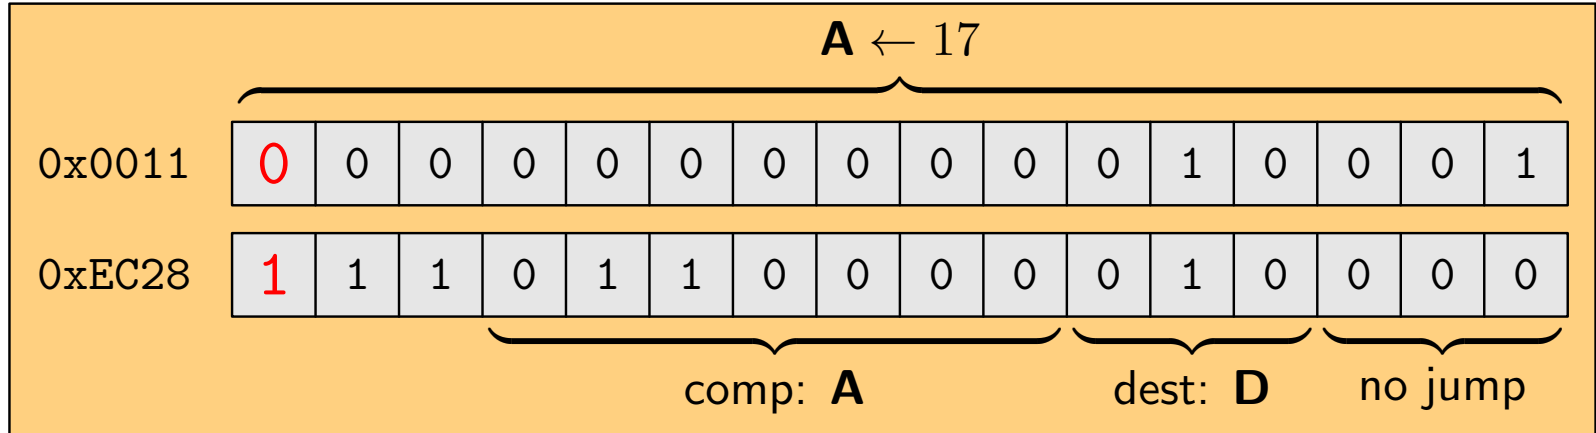 A ← 17
0x0011 0 0 0 0 0 0 0 0 0 0 0 1 0 0 0 1
0xEC28 1 1 1 0 1 1 0 0 0 0 0 1 0 0 0 0
comp: A dest: D no jump